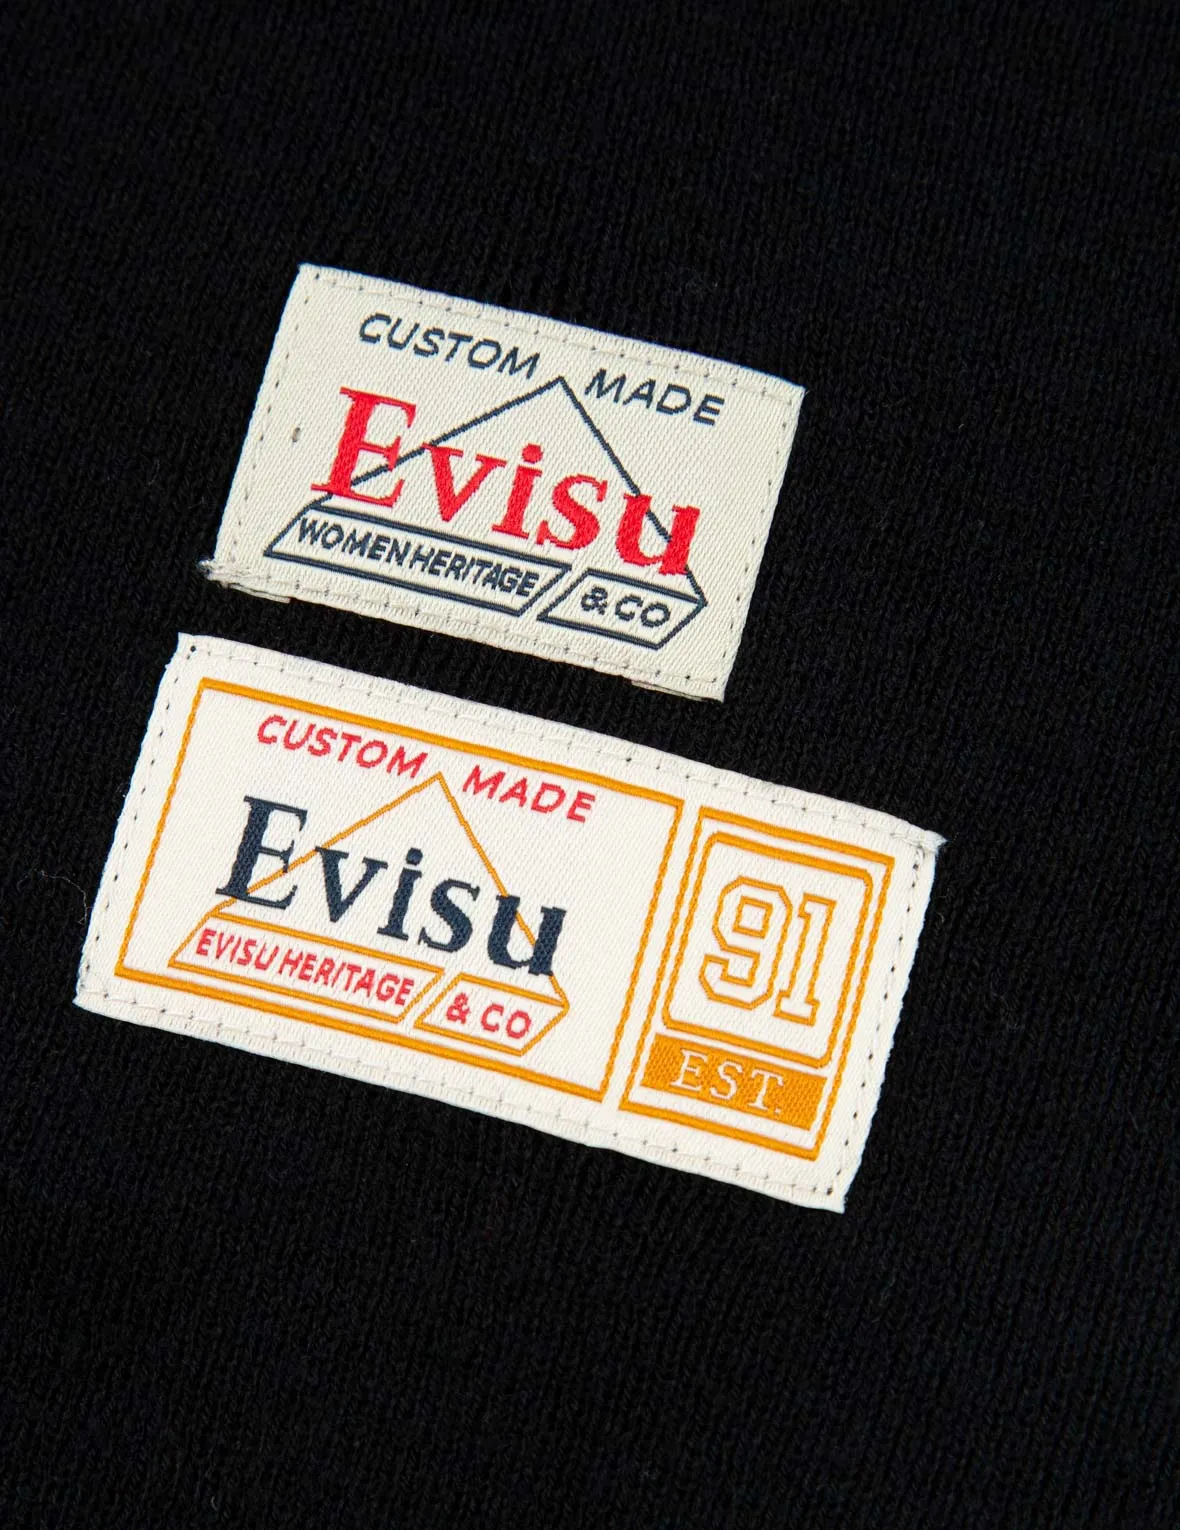 CUSTOM MADE
Evisu
WOMEN HERITAGE & CO
CUSTOM MADE
Evisu
EVISU HERITAGE & CO
91
EST.